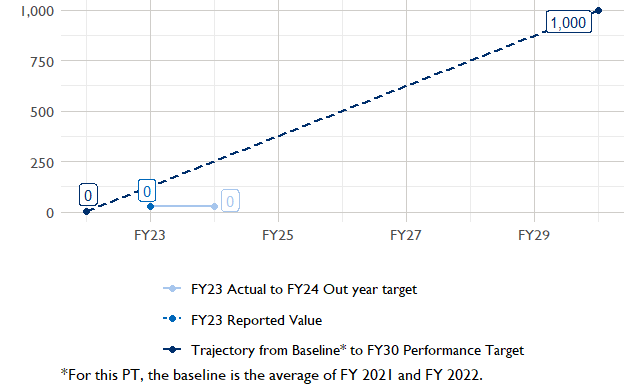 1,000
1,000
750
500
250
0
0
0
0
FY23
FY25
FY27
FY29
FY23 Actual to FY24 Out year target
FY23 Reported Value
Trajectory from Baseline* to FY30 Performance Target
*For this PT, the baseline is the average of FY 2021 and FY 2022.